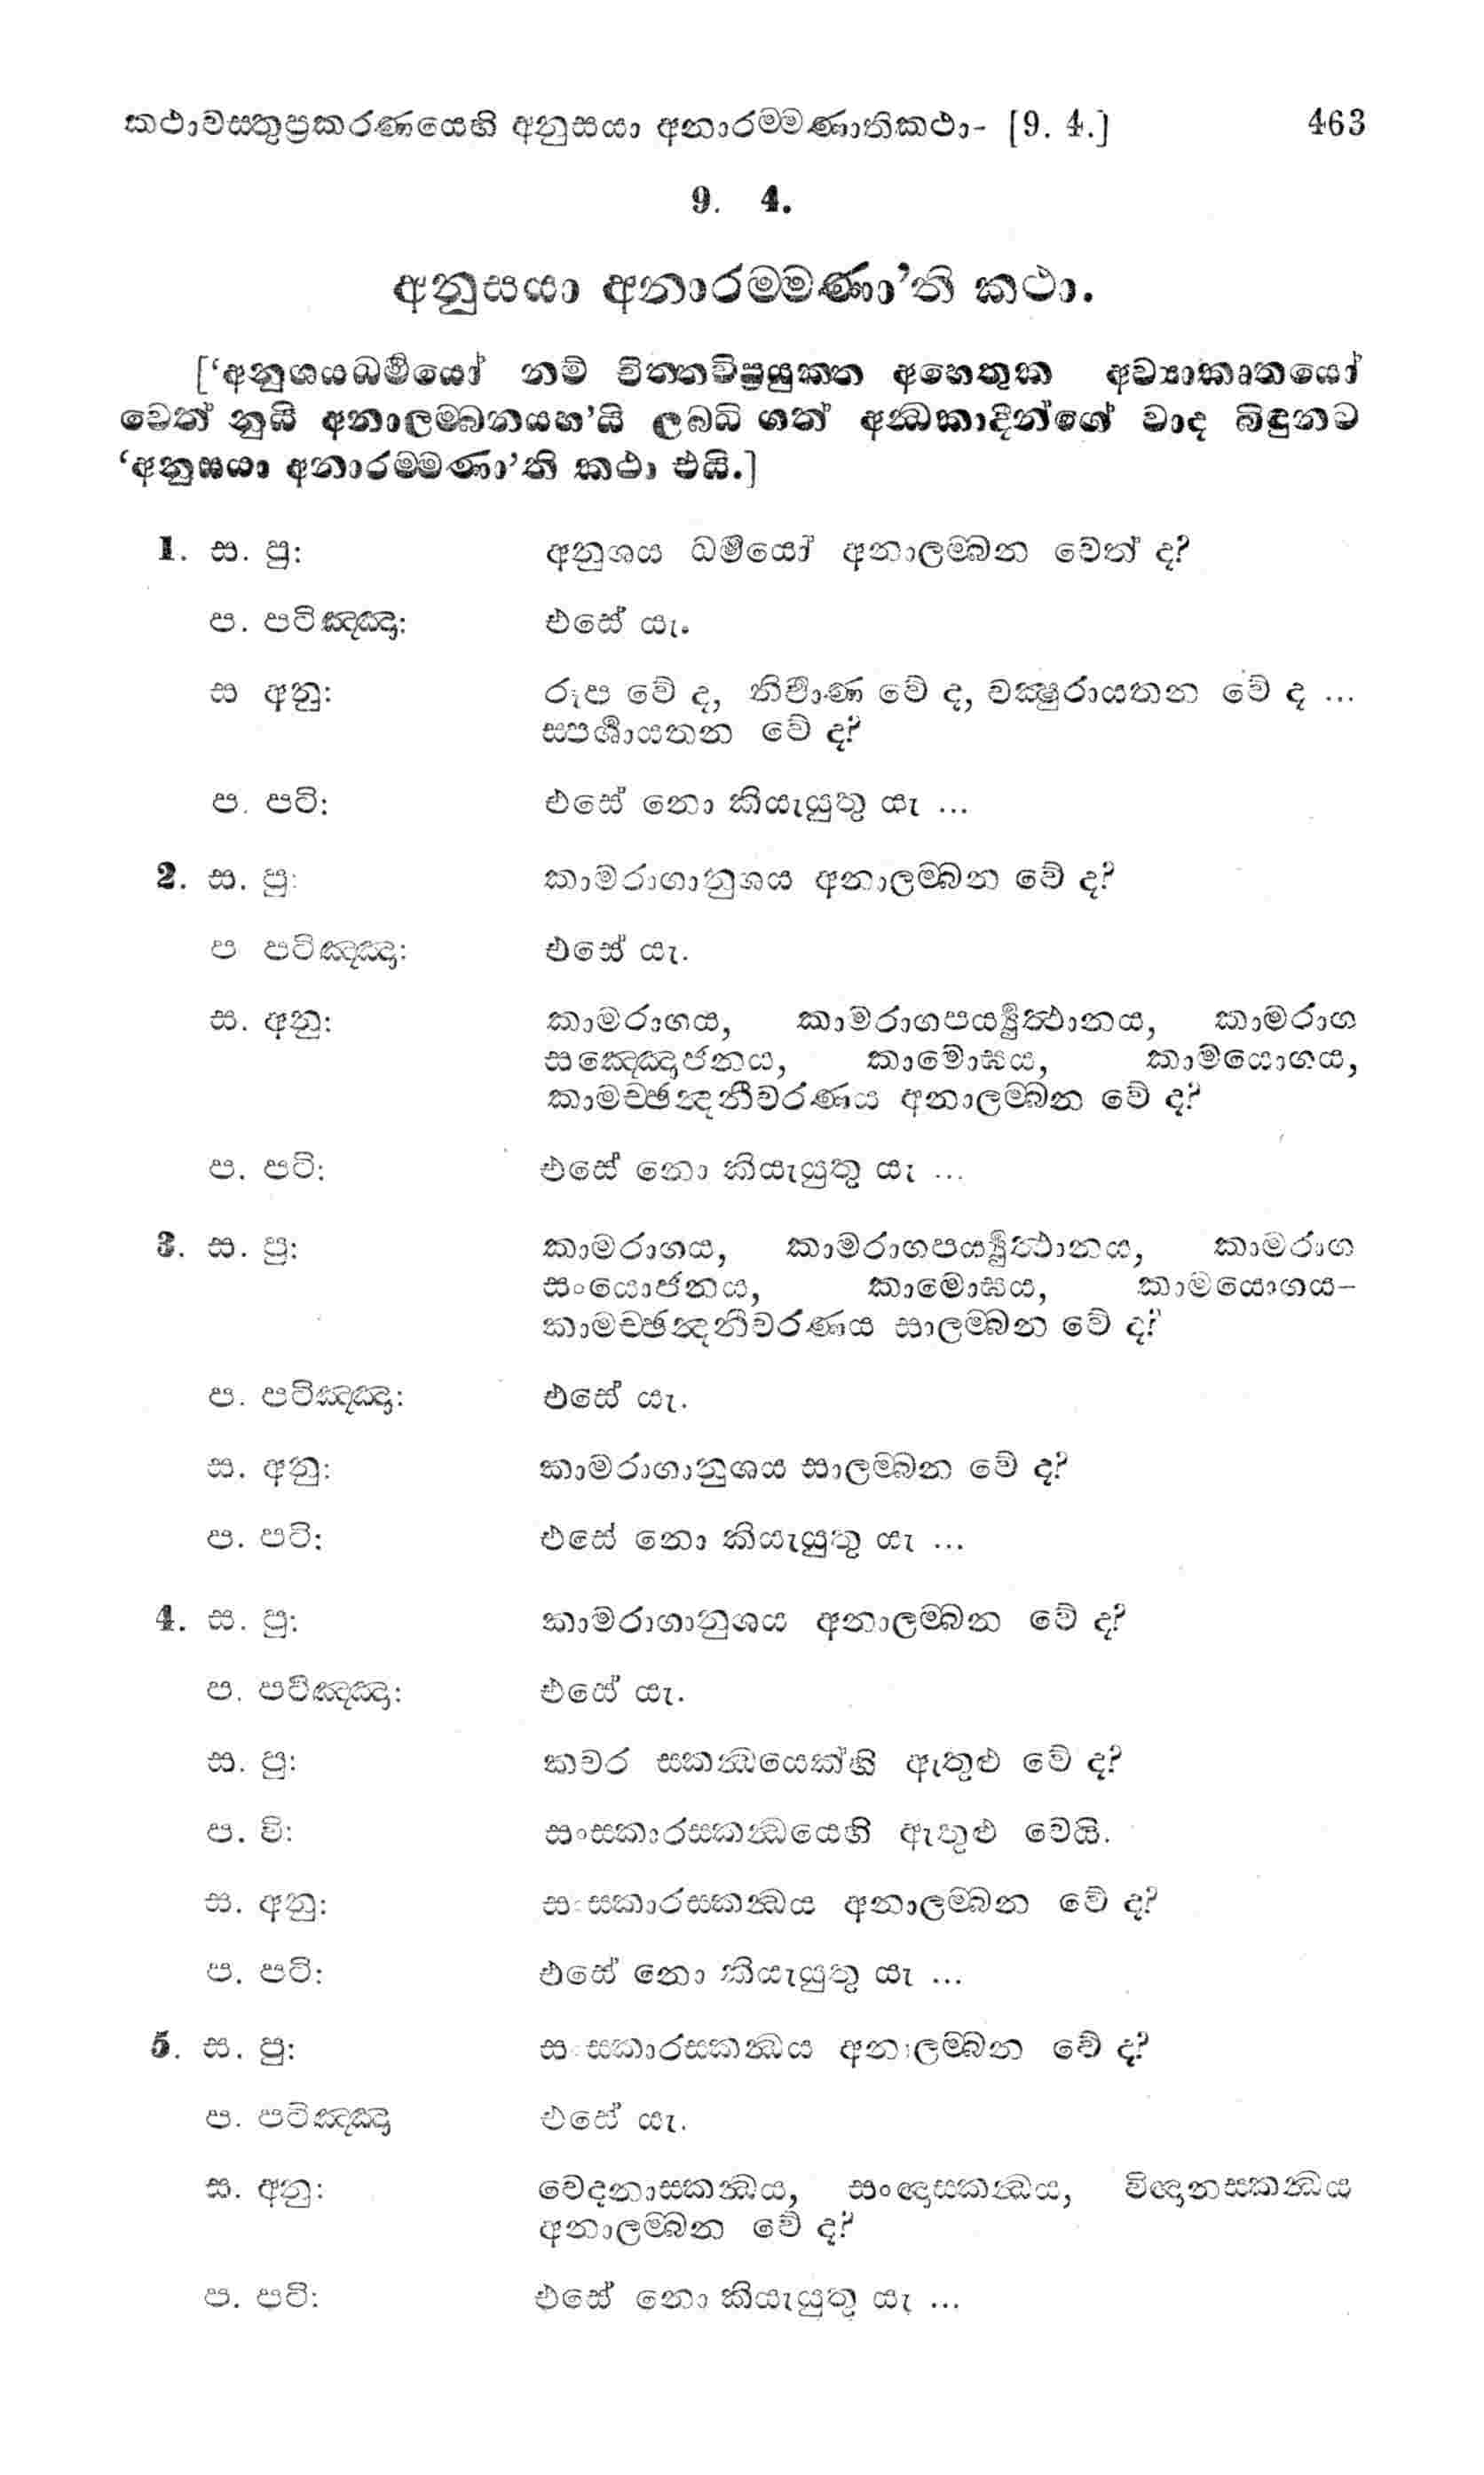 කථාවස්තුප්‍රකරණයෙහි අනුසයා අනාරම්මණාතිකථා- [9. 4.] 463
9. 4.
අනුසයා අනාරම්මණා’ති කථා.
[‘අනුශයධර්මයෝ නම් චිත්තවිප්‍රයුක්ත අහෙතුක අව්‍යාකෘතයෝ
වෙත් නුයි අනාලම්බනයහ’යි ලබ්ධි ගත් අන්ධකාදීන්ගේ වාද බිඳුනට
‘අනුසයා අනාරම්මණා’ති කථා එයි.]
1. ස. පු: අනුශය ධර්මයෝ අනාලම්බන වෙත් ද?
ප. පටිඤ්ඤා: එසේ යැ.
ස අනු: රූප වේ ද, නිර්වාණ වේ ද, චක්ෂුරායතන වේ ද ...
ස්පර්ශායතන වේ ද?
ප. පටි: එසේ නො කියැයුතු යැ ...
2. ස. පු: කාමරාගානුශය අනාලම්බන වේ ද?
ප පටිඤ්ඤා: එසේ යැ.
ස. අනු: කාමරාගය, කාමරාගපර්‍ය්‍යුත්ථානය, කාමරාග
සඤ්ඤොජනය, කාමොඝය, කාමයොගය,
කාමච්ඡන්දනීවරණය අනාලම්බන වේ ද?
ප. පටි: එසේ නො කියැයුතු යැ ...
3. ස. පු: කාමරාගය, කාමරාගපර්‍ය්‍යුත්ථානය, කාමරාග
සංයොජනය, කාමොඝය, කාමයොගය–
කාමච්ඡන්දනීවරණය සාලම්බන වේ ද?
ප. පටිඤ්ඤා: එසේ යැ.
ස. අනු: කාමරාගානුශය සාලම්බන වේ ද?
ප. පටි: එසේ නො කියැයුතු යැ ...
4. ස. පු: කාමරාගානුශය අනාලම්බන වේ ද?
ප. පටිඤ්ඤා: එසේ යැ.
ස. පු: කවර ස්කන්ධයෙක්හි ඇතුළු වේ ද?
ප. වි: සංස්කාරස්කන්ධයෙහි ඇතුළු වෙයි.
ස. අනු: සංස්කාරස්කන්ධය අනාලම්බන වේ ද?
ප. පටි: එසේ නො කියැයුතු යැ ...
5. ස. පු: සංස්කාරස්කන්ධය අනාලම්බන වේ ද?
ප. පටිඤ්ඤා එසේ යැ.
ස. අනු: වෙදනාස්කන්ධය, සංඥාස්කන්ධය, විඥානස්කන්ධය
අනාලම්බන වේ ද?
ප. පටි: එසේ නො කියැයුතු යැ ...